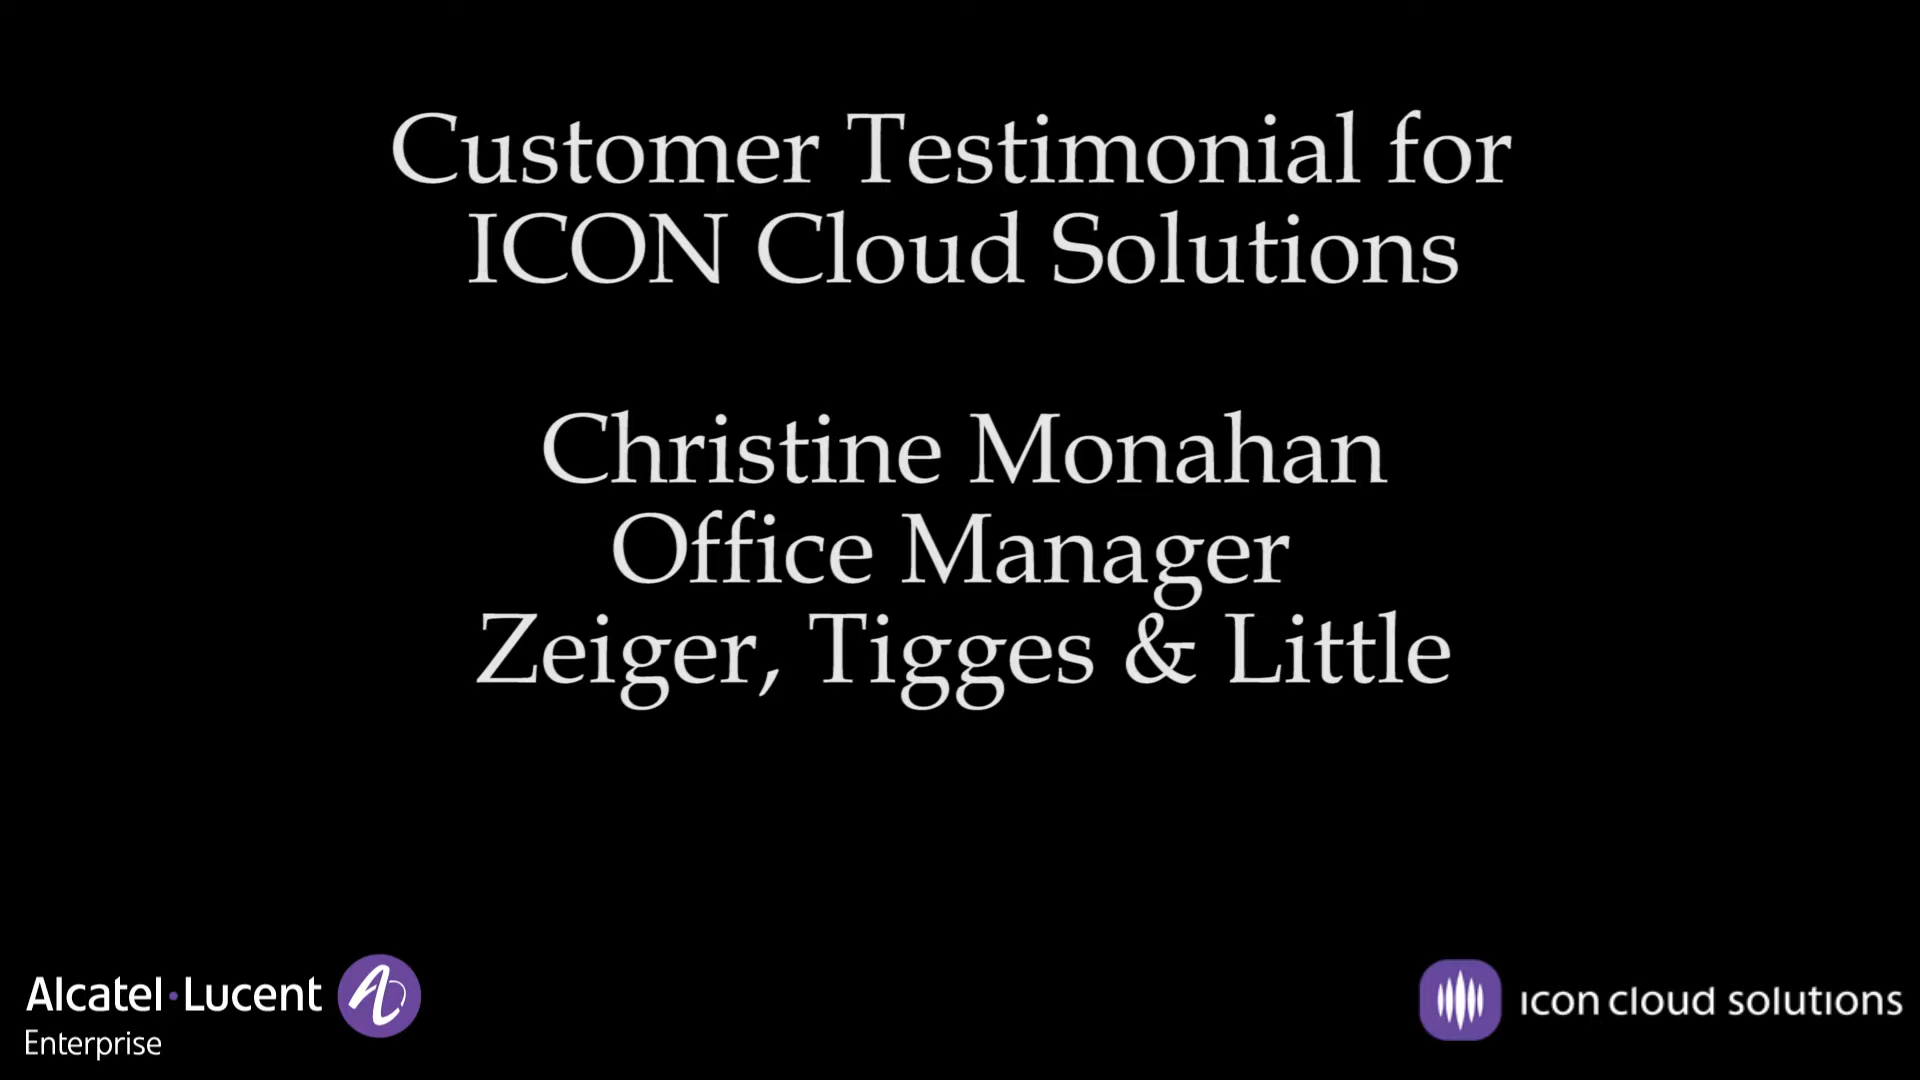 Customer Testimonial for
ICON Cloud Solutions
Christine Monahan
Office Manager
Zeiger, Tigges & Little
Alcatel·Lucent
Enterprise
icon cloud solutions